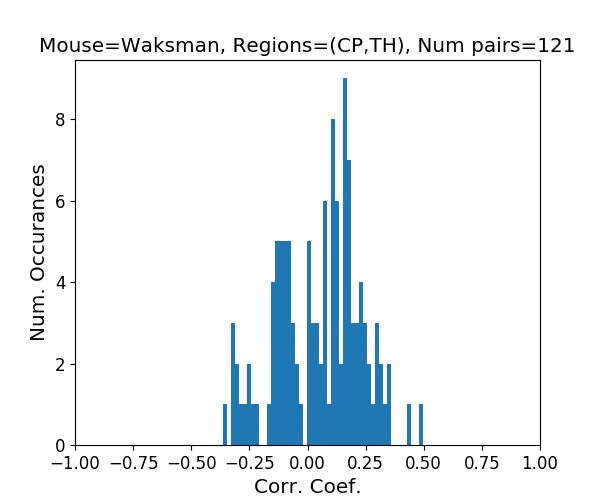 Mouse=Waksman, Regions=(CP,TH), Num pairs=121
Num. Occurances
8
6
4
2
0
−1.00 −0.75 −0.50 −0.25 0.00 0.25 0.50 0.75 1.00
Corr. Coef.